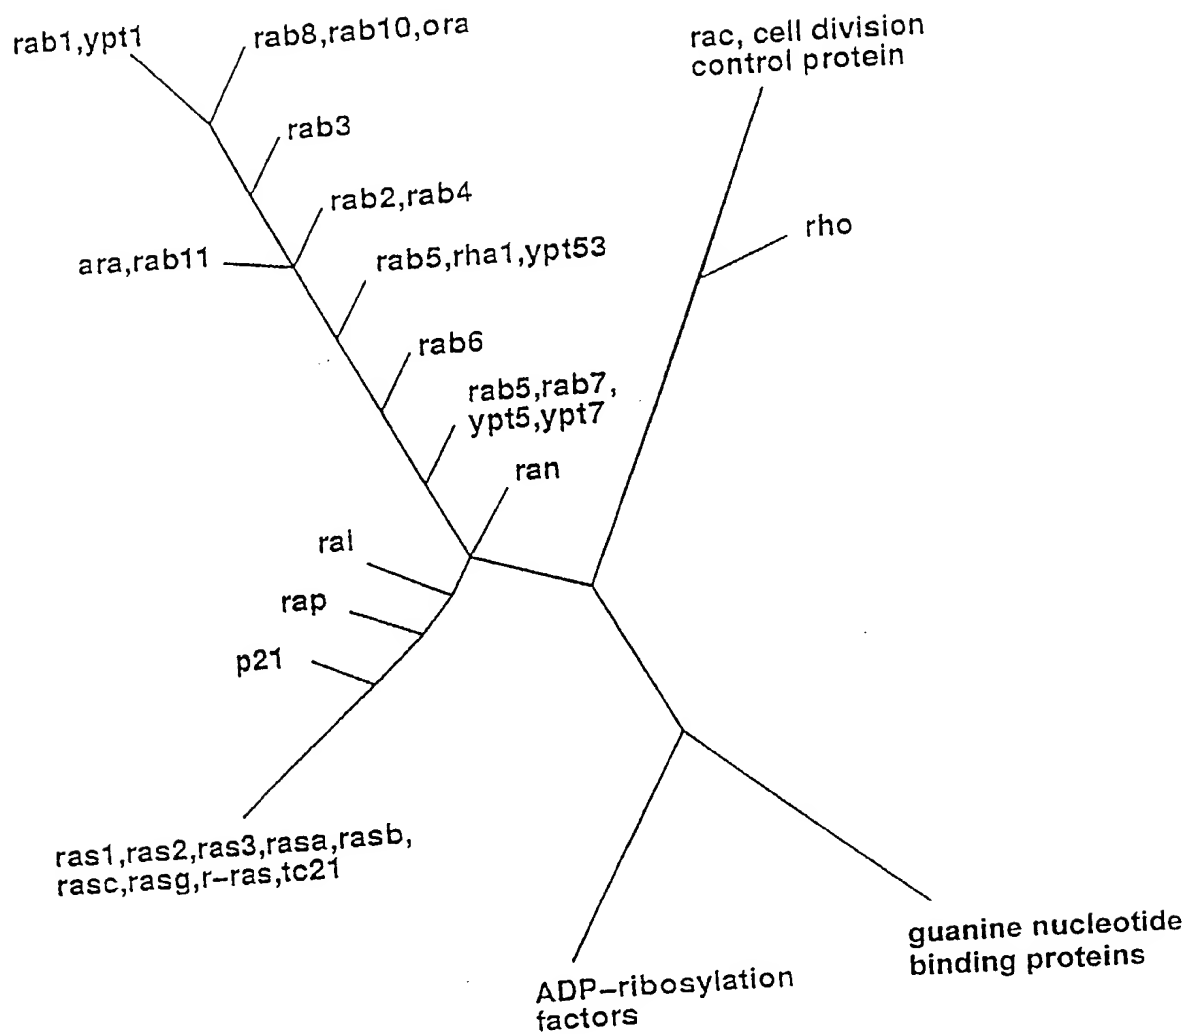 rab1,ypt1
rab8,rab10,ora
rac, cell division
control protein
rab3
rab2,rab4
rho
ara,rab11
rab5,rha1,ypt53
rab6
rab5,rab7,
ypt5,ypt7
ran
ral
rap
p21
ras1,ras2,ras3,rasa,rasb,
rasc,rasg,r-ras,tc21
guanine nucleotide
binding proteins
ADP-ribosylation
factors